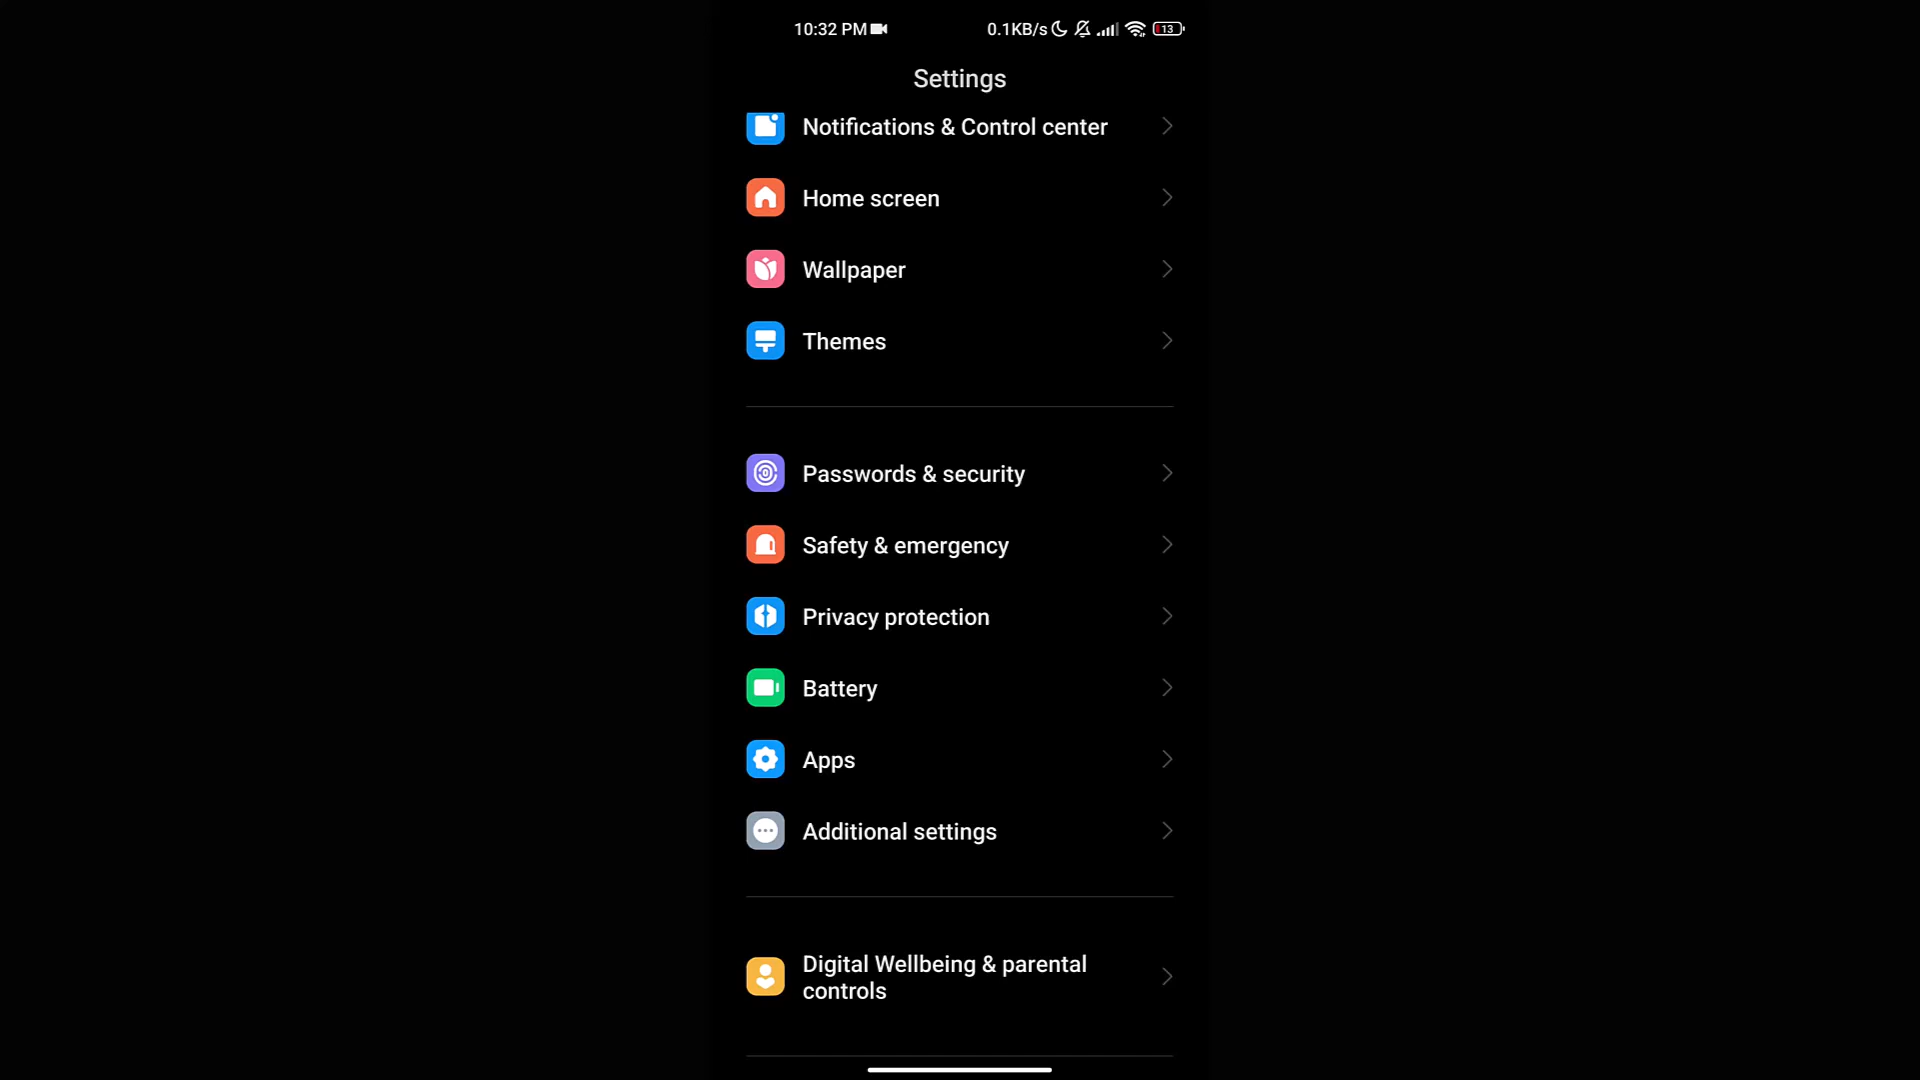 10:32 PM 0.1KB/s 13
Settings
Notifications & Control center
Home screen
Wallpaper
Themes
Passwords & security
Safety & emergency
Privacy protection
Battery
Apps
Additional settings
Digital Wellbeing & parental
controls